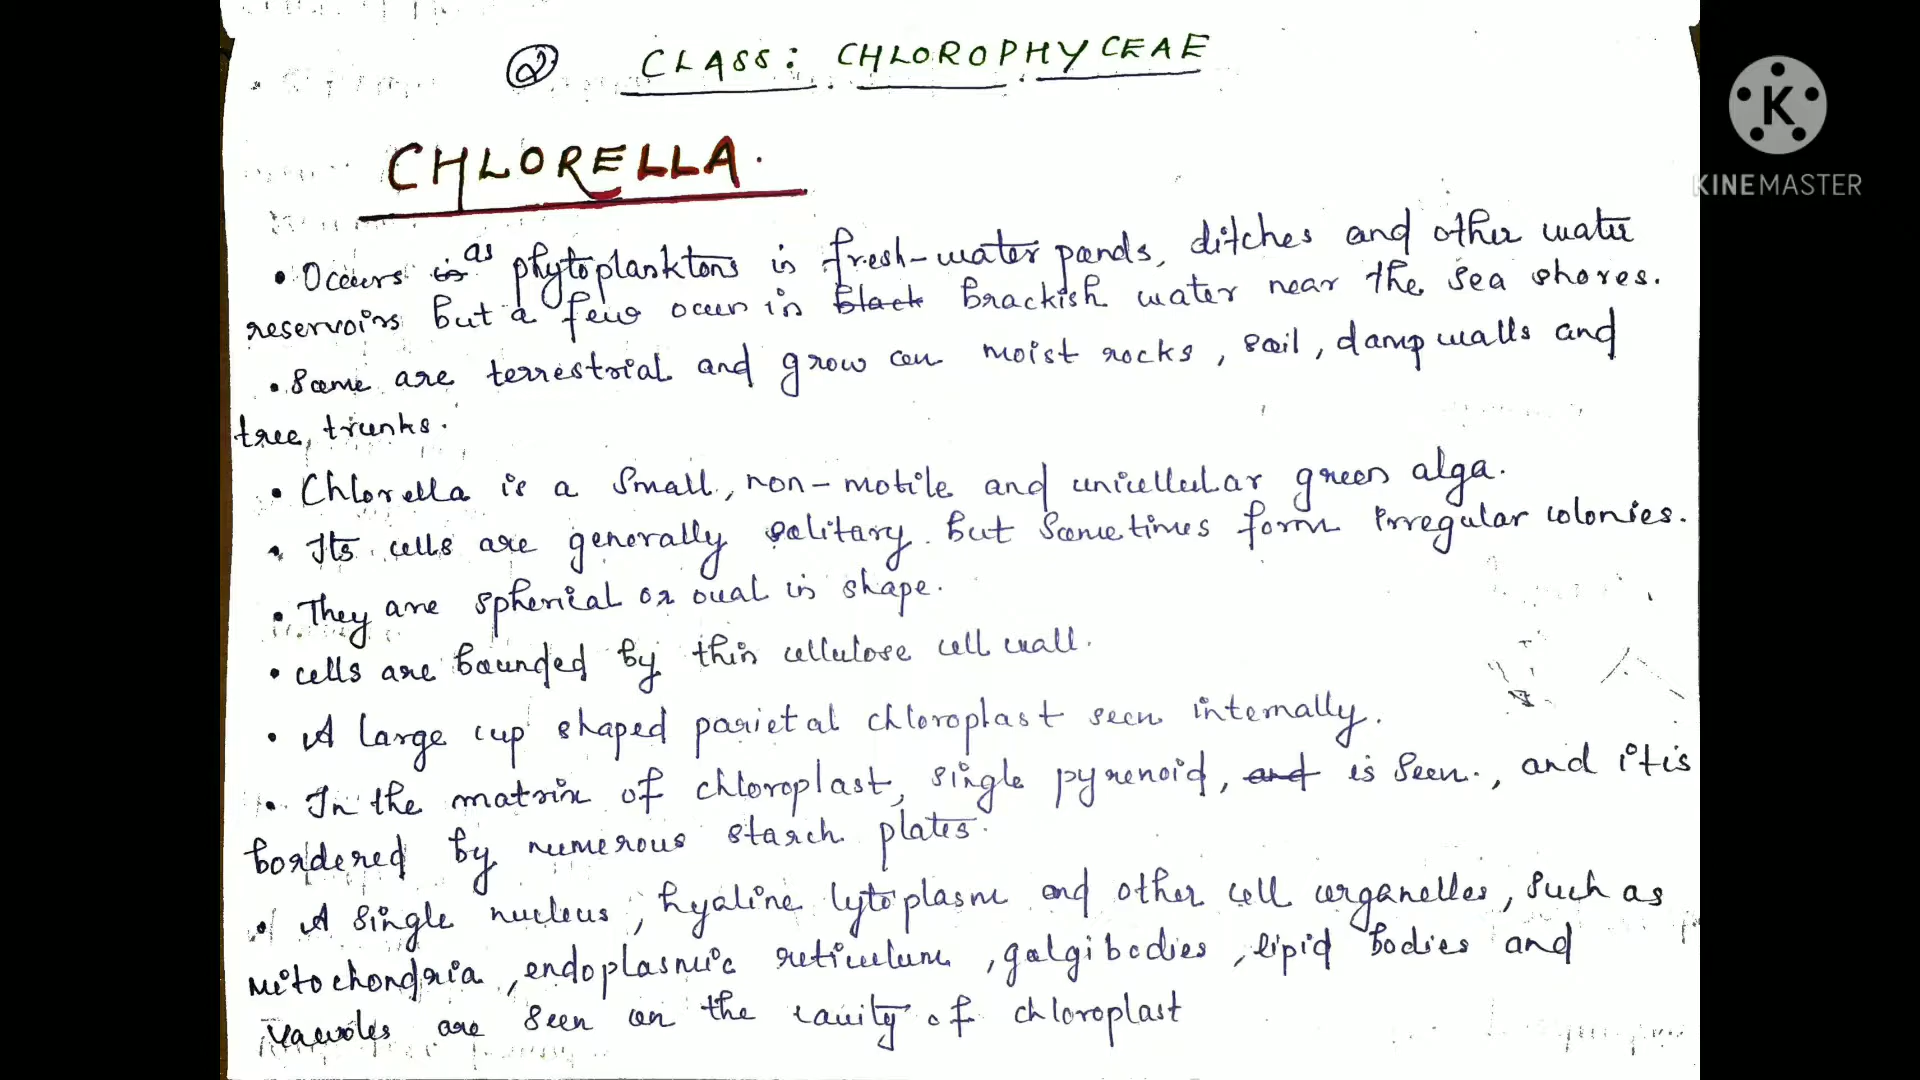 ② CLASS: CHLOROPHYCEAE
CHLORELLA.
K
KINEMASTER
• Occurs in as phytoplanktons in fresh-water ponds, ditches and other water
reservoirs but a few occur in black brackish water near the sea shores.
• Some are terrestrial and grow on moist rocks, soil, damp walls and
tree, trunks.
• Chlorella is a small, non-motile and unicellular green alga.
• Its cells are generally solitary. but sometimes form irregular colonies.
• They are spherical or oval in shape.
• cells are bounded by thin cellulose cell wall.
• A large cup shaped parietal chloroplast seen internally.
• In the matrix of chloroplast, single pyrenoid, and is seen., and it is
bordered by numerous starch plates.
• A single nucleus, hyaline cytoplasm and other cell organelles, such as
mitochondria, endoplasmic reticulum, golgi bodies, lipid bodies and
vacuoles are seen on the cavity of chloroplast